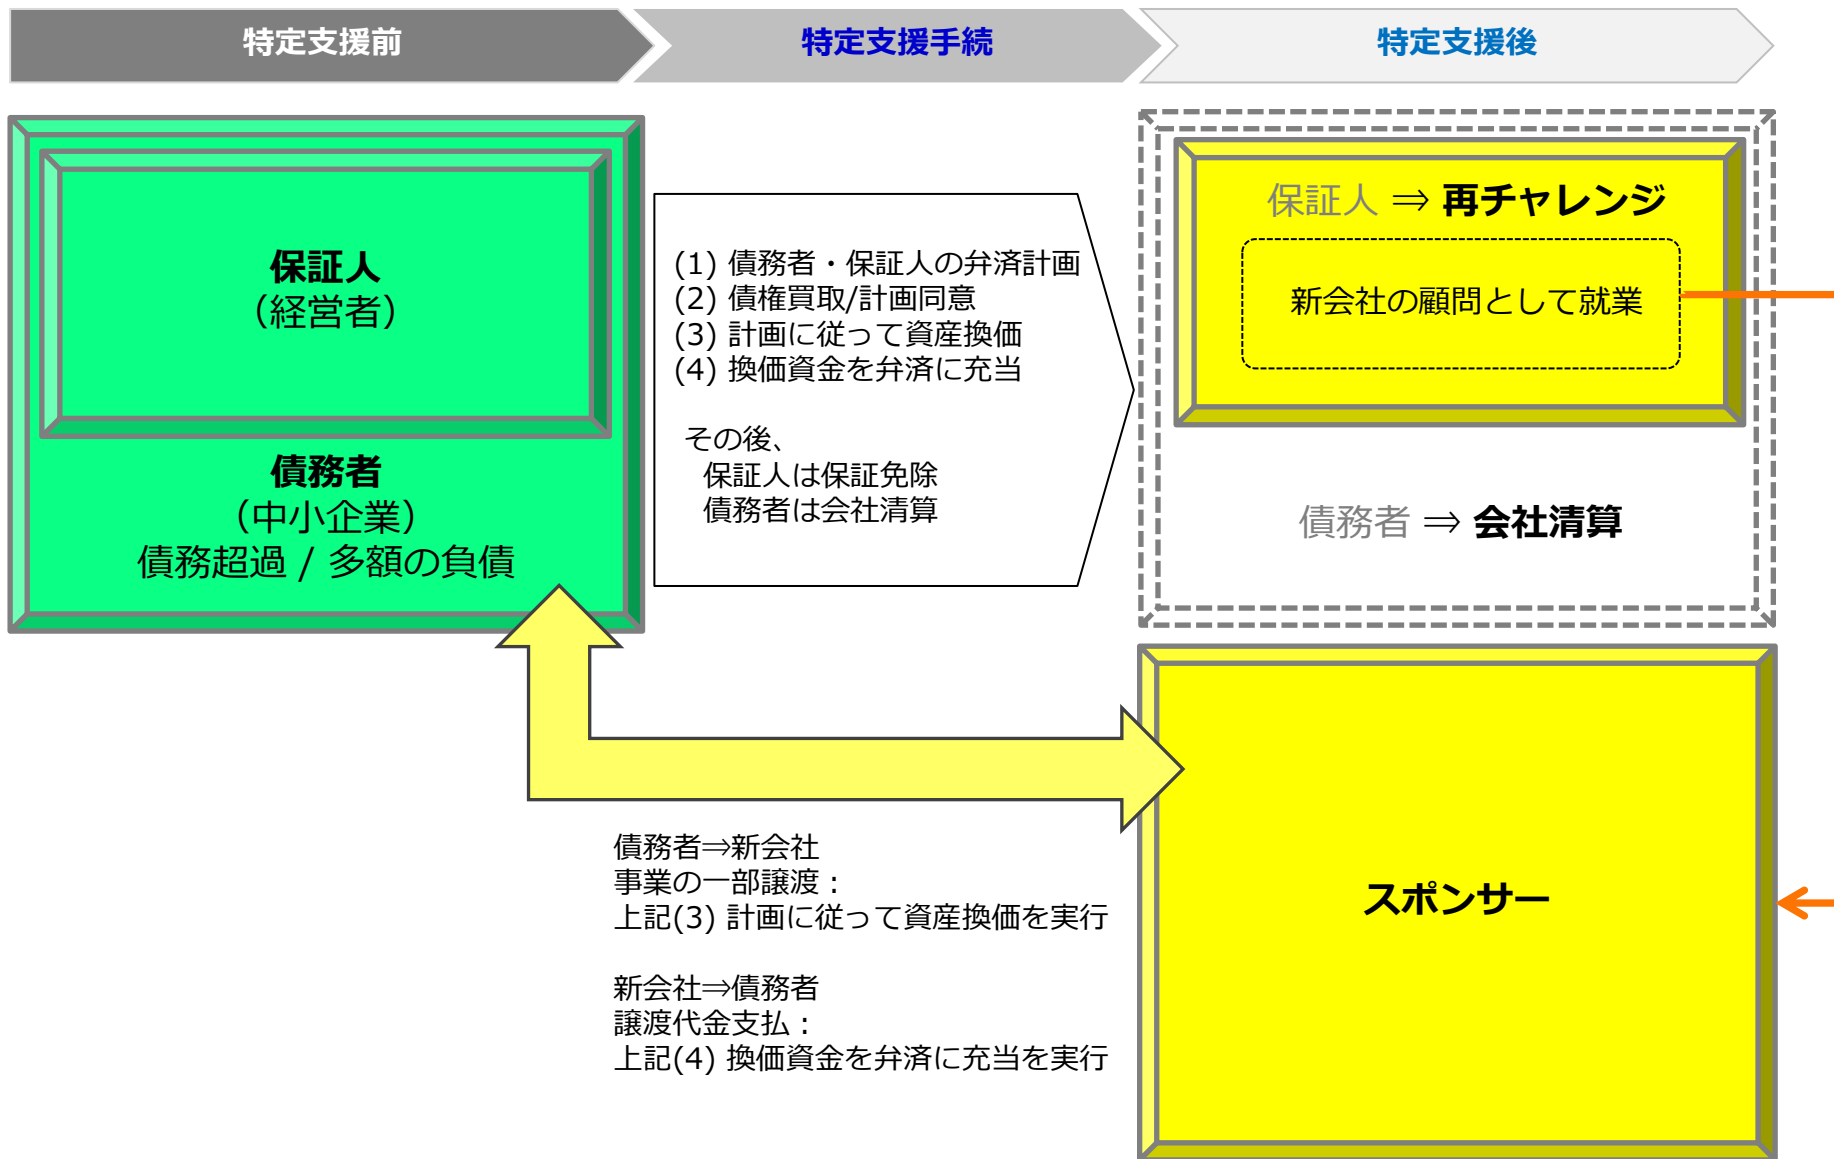 特定支援前
特定支援手続
特定支援後
保証人
（経営者）
債務者
（中小企業）
債務超過 / 多額の負債
(1) 債務者・保証人の弁済計画
(2) 債権買取/計画同意
(3) 計画に従って資産換価
(4) 換価資金を弁済に充当
その後、
保証人は保証免除
債務者は会社清算
保証人 ⇒ 再チャレンジ
新会社の顧問として就業
債務者 ⇒ 会社清算
債務者⇒新会社
事業の一部譲渡：
上記(3) 計画に従って資産換価を実行
新会社⇒債務者
譲渡代金支払：
上記(4) 換価資金を弁済に充当を実行
スポンサー